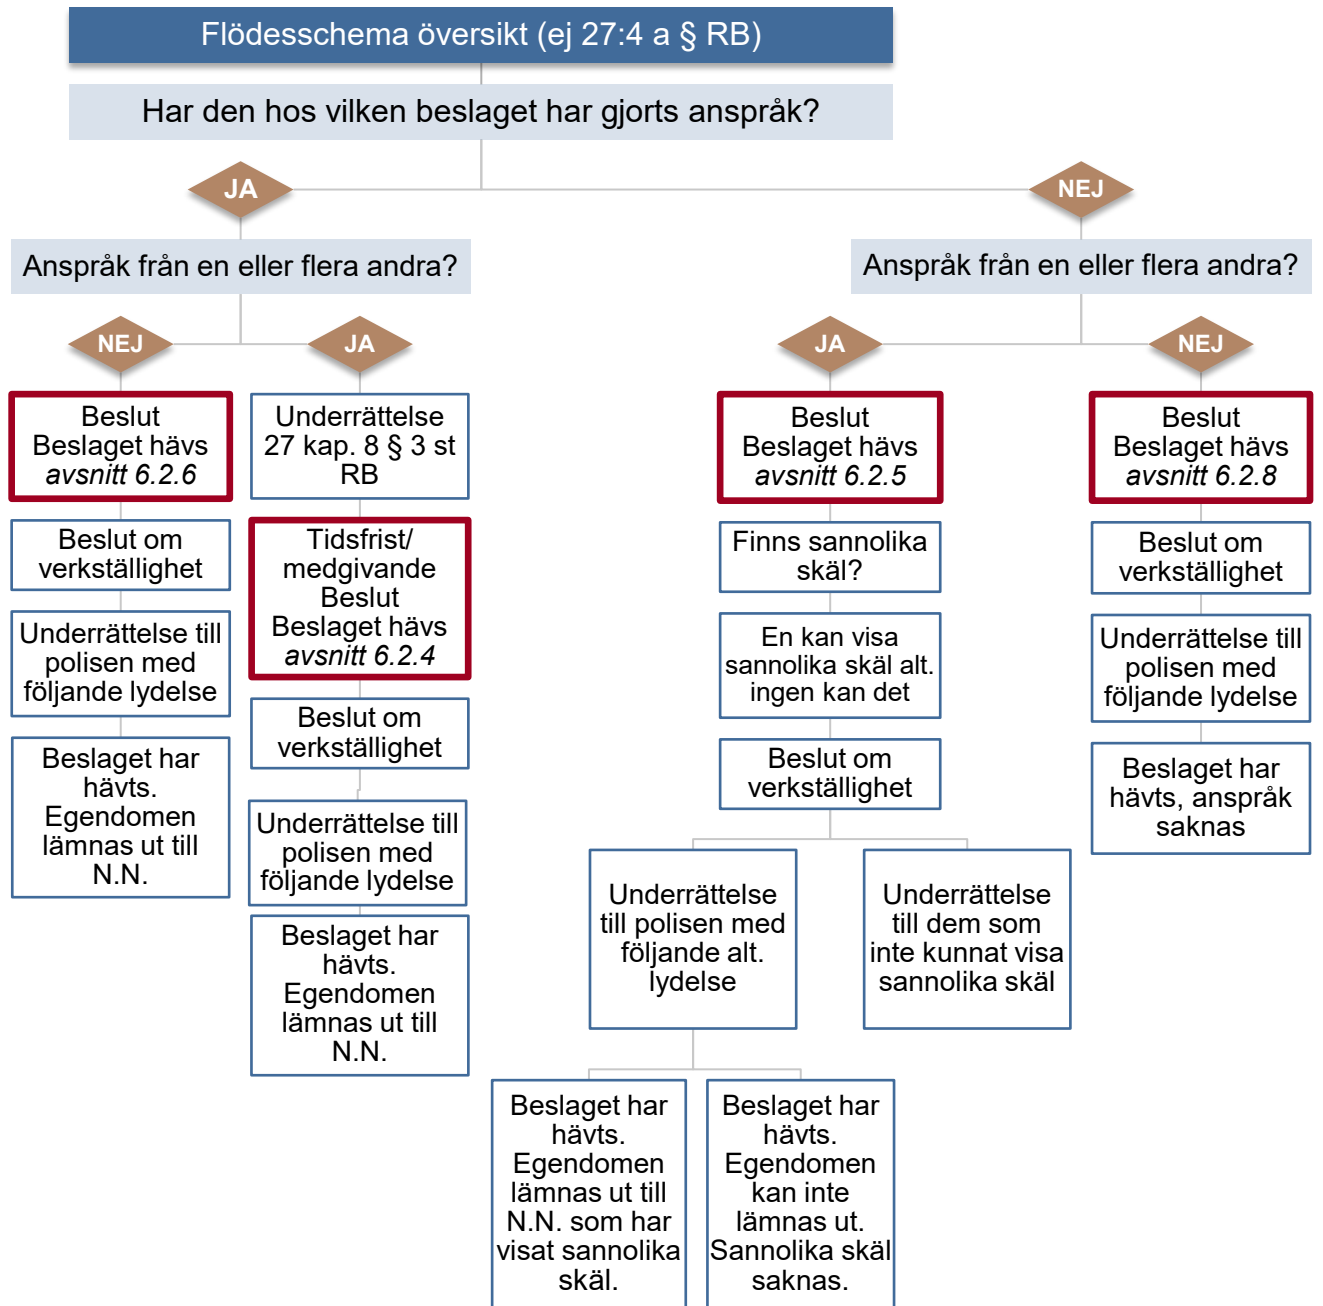 Flödesschema översikt (ej 27:4 a § RB)
Har den hos vilken beslaget har gjorts anspråk?
JA
NEJ
Anspråk från en eller flera andra?
Anspråk från en eller flera andra?
NEJ
JA
JA
NEJ
Beslut
Beslaget hävs
avsnitt 6.2.6
Beslut om
verkställighet
Underrättelse till
polisen med
följande lydelse
Beslaget har
hävts.
Egendomen
lämnas ut till
N.N.
Underrättelse
27 kap. 8 § 3 st
RB
Tidsfrist/
medgivande
Beslut
Beslaget hävs
avsnitt 6.2.4
Beslut om
verkställighet
Underrättelse till
polisen med
följande lydelse
Beslaget har
hävts.
Egendomen
lämnas ut till
N.N.
Beslut
Beslaget hävs
avsnitt 6.2.5
Finns sannolika
skäl?
En kan visa
sannolika skäl alt.
ingen kan det
Beslut om
verkställighet
Underrättelse
till polisen med
följande alt.
lydelse
Underrättelse
till dem som
inte kunnat visa
sannolika skäl
Beslaget har
hävts.
Egendomen
lämnas ut till
N.N. som har
visat sannolika
skäl.
Beslaget har
hävts.
Egendomen
kan inte
lämnas ut.
Sannolika skäl
saknas.
Beslut
Beslaget hävs
avsnitt 6.2.8
Beslut om
verkställighet
Underrättelse till
polisen med
följande lydelse
Beslaget har
hävts, anspråk
saknas